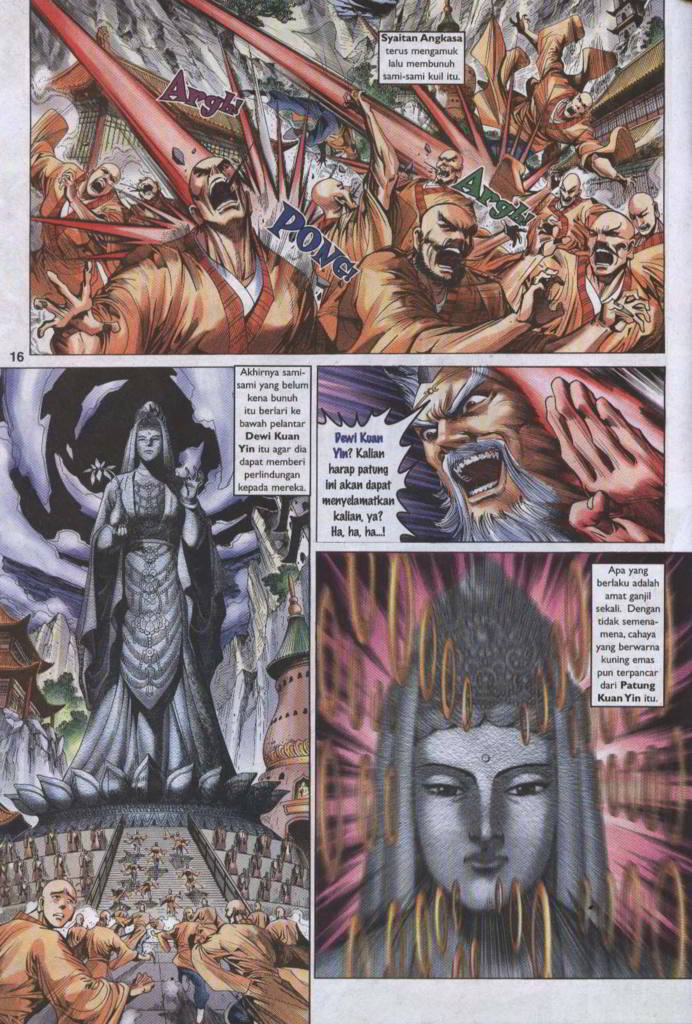 Syaitan Angkasa
terus mengamuk
lalu membunuh
sami-sami kuil itu.
Argh!
Argh!
PONG!
16
Akhirnya sami-
sami yang belum
kena bunuh
itu berlari ke
bawah pelantar
Dewi Kuan
Yin itu agar dia
dapat memberi
perlindungan
kepada mereka.
Dewi Kuan
Yin? Kalian
harap patung
ini akan dapat
menyelamatkan
kalian, ya?
Ha, ha, ha...!
Apa yang
berlaku adalah
amat ganjil
sekali. Dengan
tidak semena-
mena, cahaya
yang berwarna
kuning emas
pun terpancar
dari Patung
Kuan Yin itu.